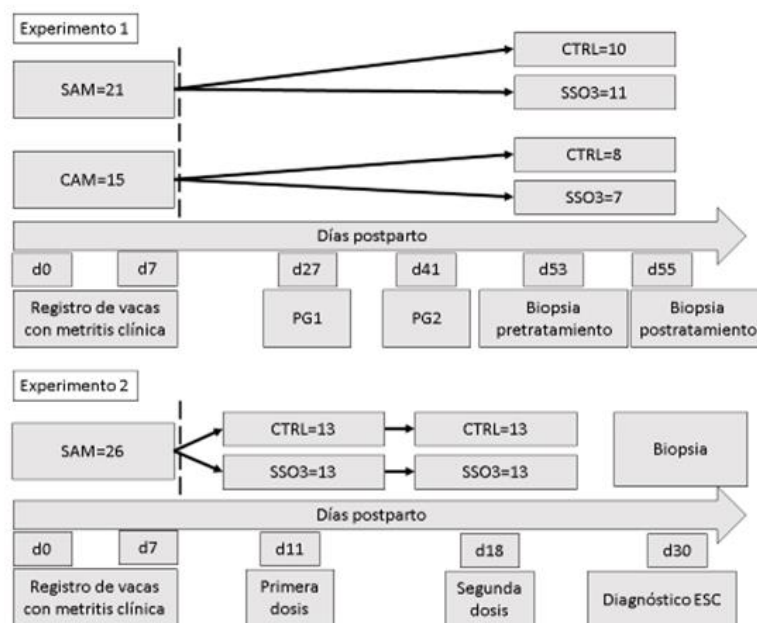 Experimento 1
SAM=21
CTRL=10
SSO3=11
CAM=15
CTRL=8
SSO3=7
Días postparto
d0
d7
d27
d41
d53
d55
Registro de vacas
con metritis clínica
PG1
PG2
Biopsia
pretratamiento
Biopsia
postratamiento
Experimento 2
SAM=26
CTRL=13
CTRL=13
SSO3=13
SSO3=13
Biopsia
Días postparto
d0
d7
d11
d18
d30
Registro de vacas
con metritis clínica
Primera
dosis
Segunda
dosis
Diagnóstico ESC